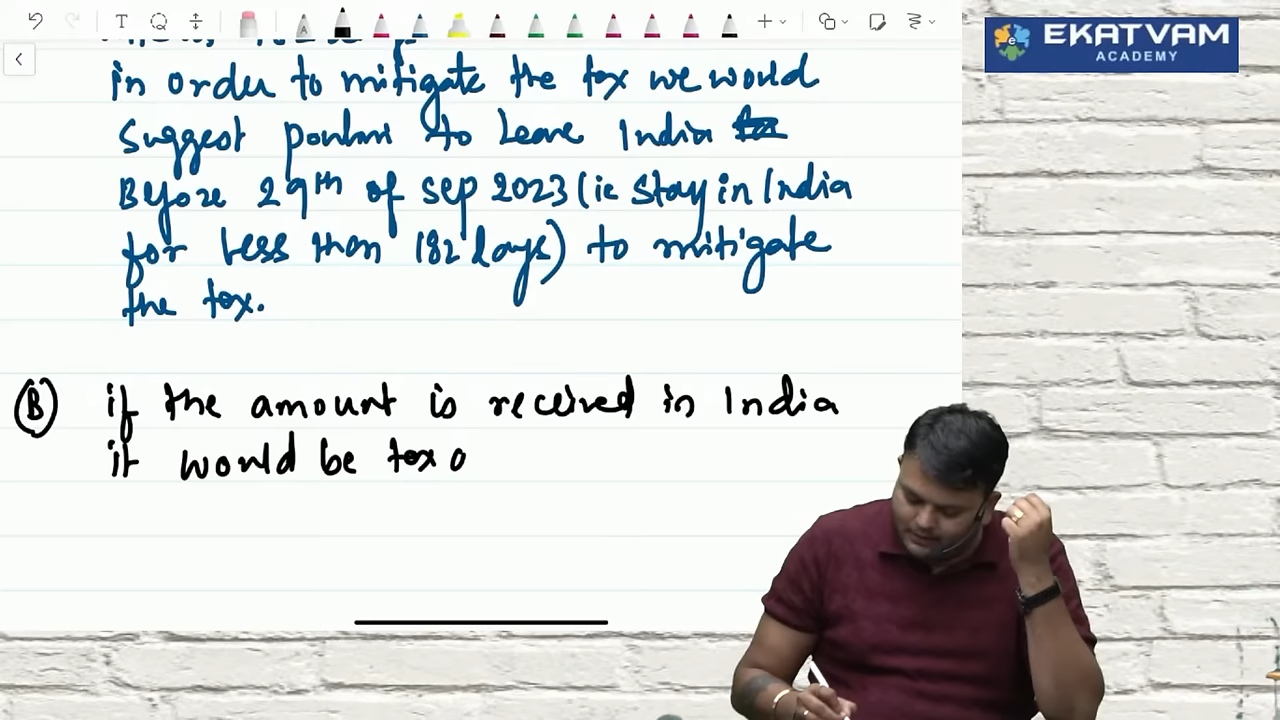 EKATVAM
ACADEMY
in order to mitigate the tax we would
Suggest to Leave India
Before 29th of Sep 2023 (ie stay in India
for Less than 182 days) to mitigate
the tax.
B if the amount is received in India
it would be tax a